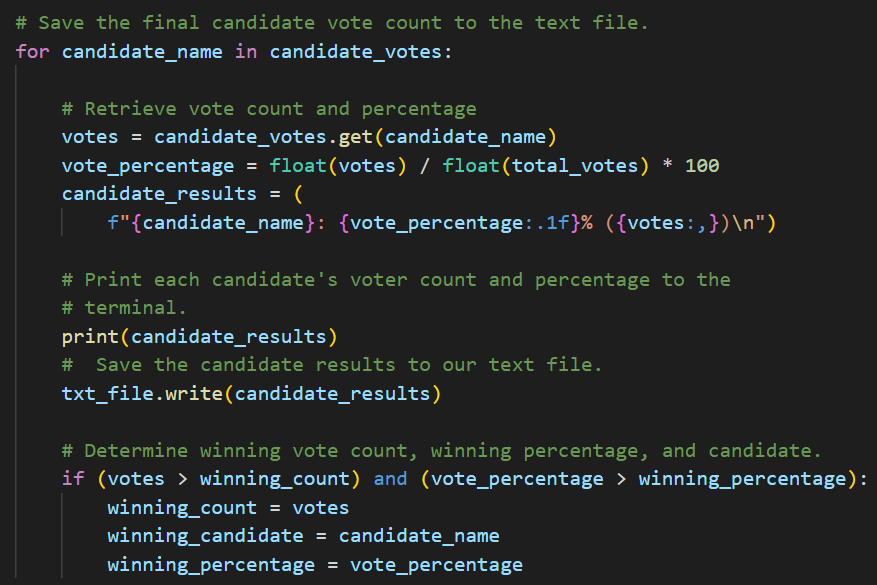 # Save the final candidate vote count to the text file.
for candidate_name in candidate_votes:
    # Retrieve vote count and percentage
    votes = candidate_votes.get(candidate_name)
    vote_percentage = float(votes) / float(total_votes) * 100
    candidate_results = (
        f"{candidate_name}: {vote_percentage:.1f}% ({votes:,})\n")
    # Print each candidate's voter count and percentage to the
    # terminal.
    print(candidate_results)
    #  Save the candidate results to our text file.
    txt_file.write(candidate_results)
    # Determine winning vote count, winning percentage, and candidate.
    if (votes > winning_count) and (vote_percentage > winning_percentage):
        winning_count = votes
        winning_candidate = candidate_name
        winning_percentage = vote_percentage